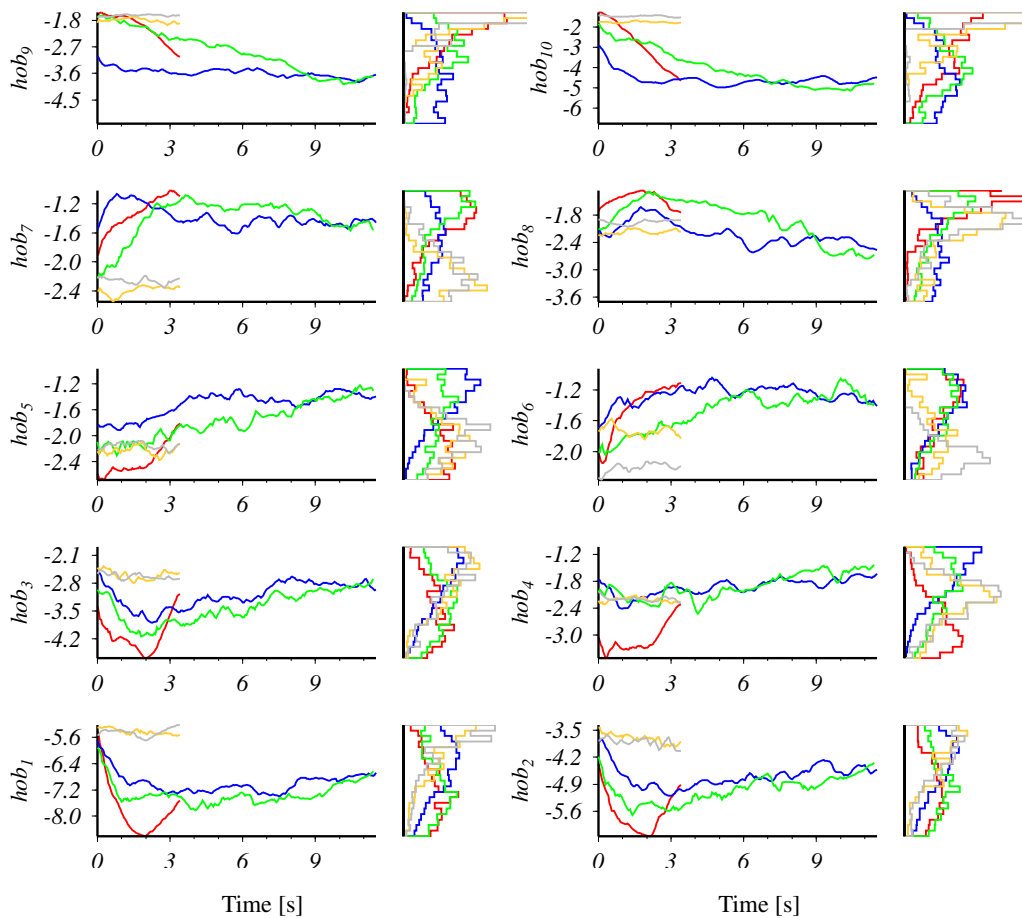 hob9
-1.8
-2.7
-3.6
-4.5
0 3 6 9
hob10
-2
-3
-4
-5
-6
0 3 6 9
hob7
-1.2
-1.6
-2.0
-2.4
0 3 6 9
hob8
-1.8
-2.4
-3.0
-3.6
0 3 6 9
hob5
-1.2
-1.6
-2.0
-2.4
0 3 6 9
hob6
-1.2
-1.6
-2.0
0 3 6 9
hob3
-2.1
-2.8
-3.5
-4.2
0 3 6 9
hob4
-1.2
-1.8
-2.4
-3.0
0 3 6 9
hob1
-5.6
-6.4
-7.2
-8.0
0 3 6 9
Time [s]
hob2
-3.5
-4.2
-4.9
-5.6
0 3 6 9
Time [s]